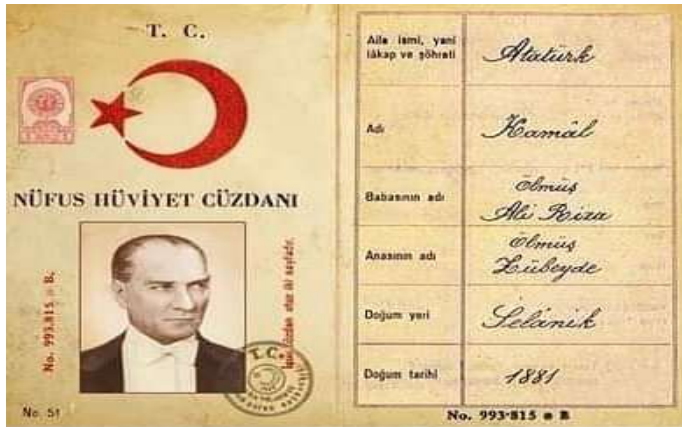 T. C.
NÜFUS HÜVİYET CÜZDANI
No. 993.815 B.
T.C.
No. 51
Aile ismi, yani
lâkap ve şöhreti
Atatürk
Adı
Kamâl
Babasının adı
Ölmüş
Ali Rıza
Anasının adı
Ölmüş
Zübeyde
Doğum yeri
Selânik
Doğum tarihi
1881
No. 993-815 B